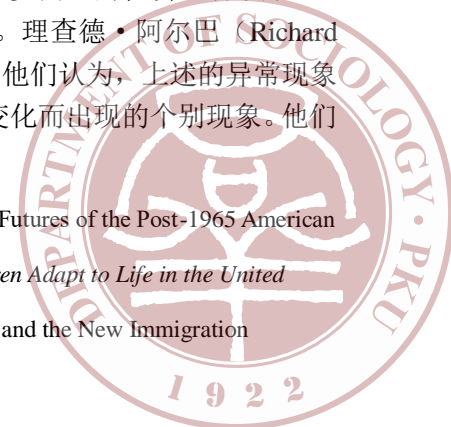 。理查德·阿尔巴（Richard
他们认为，上述的异常现象
变化而出现的个别现象。他们
Futures of the Post-1965 American
en Adapt to Life in the United
and the New Immigration
DEPARTMENT OF SOCIOLOGY · PKU
1922